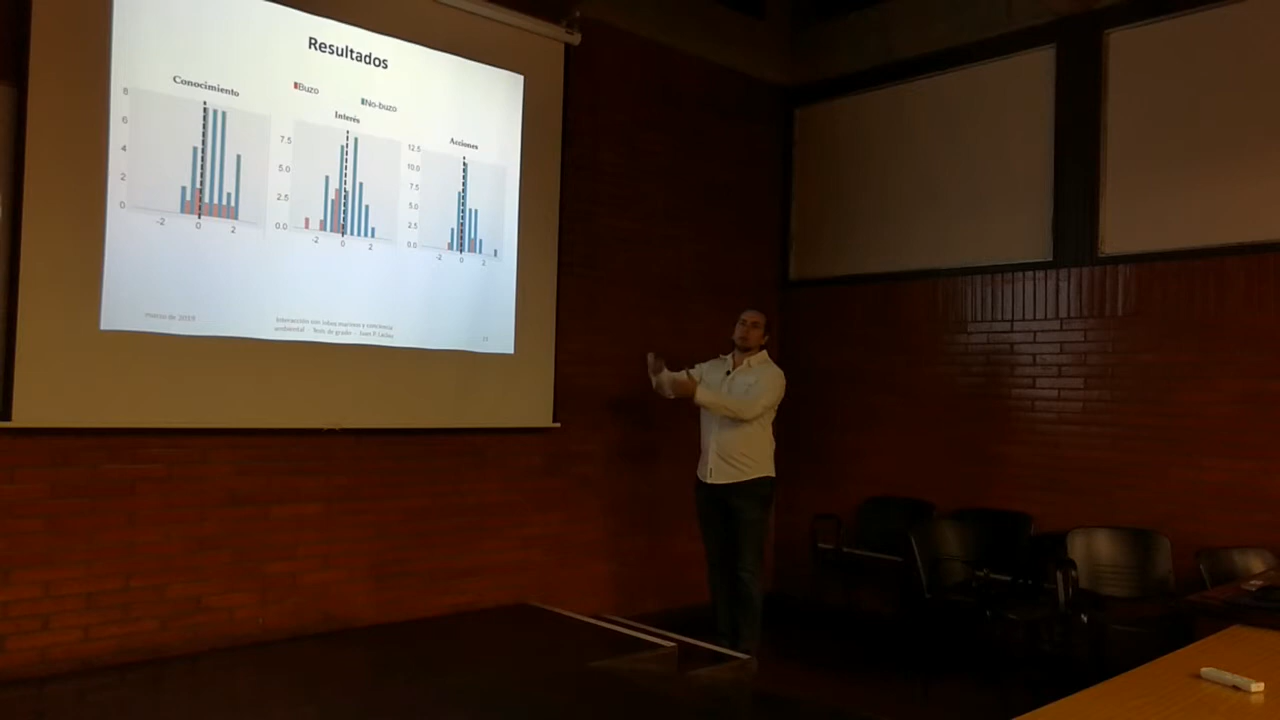 Resultados
Conocimiento
Buzo
No-buzo
Interés
Acciones
8
6
4
2
0
-2
0
2
7.5
5.0
2.5
0.0
-2
0
2
12.5
10.0
7.5
5.0
2.5
0.0
-2
0
2
marzo de 2019
Interacción con lobos marinos y conciencia
ambiental - Tesis de grado - Juan P.